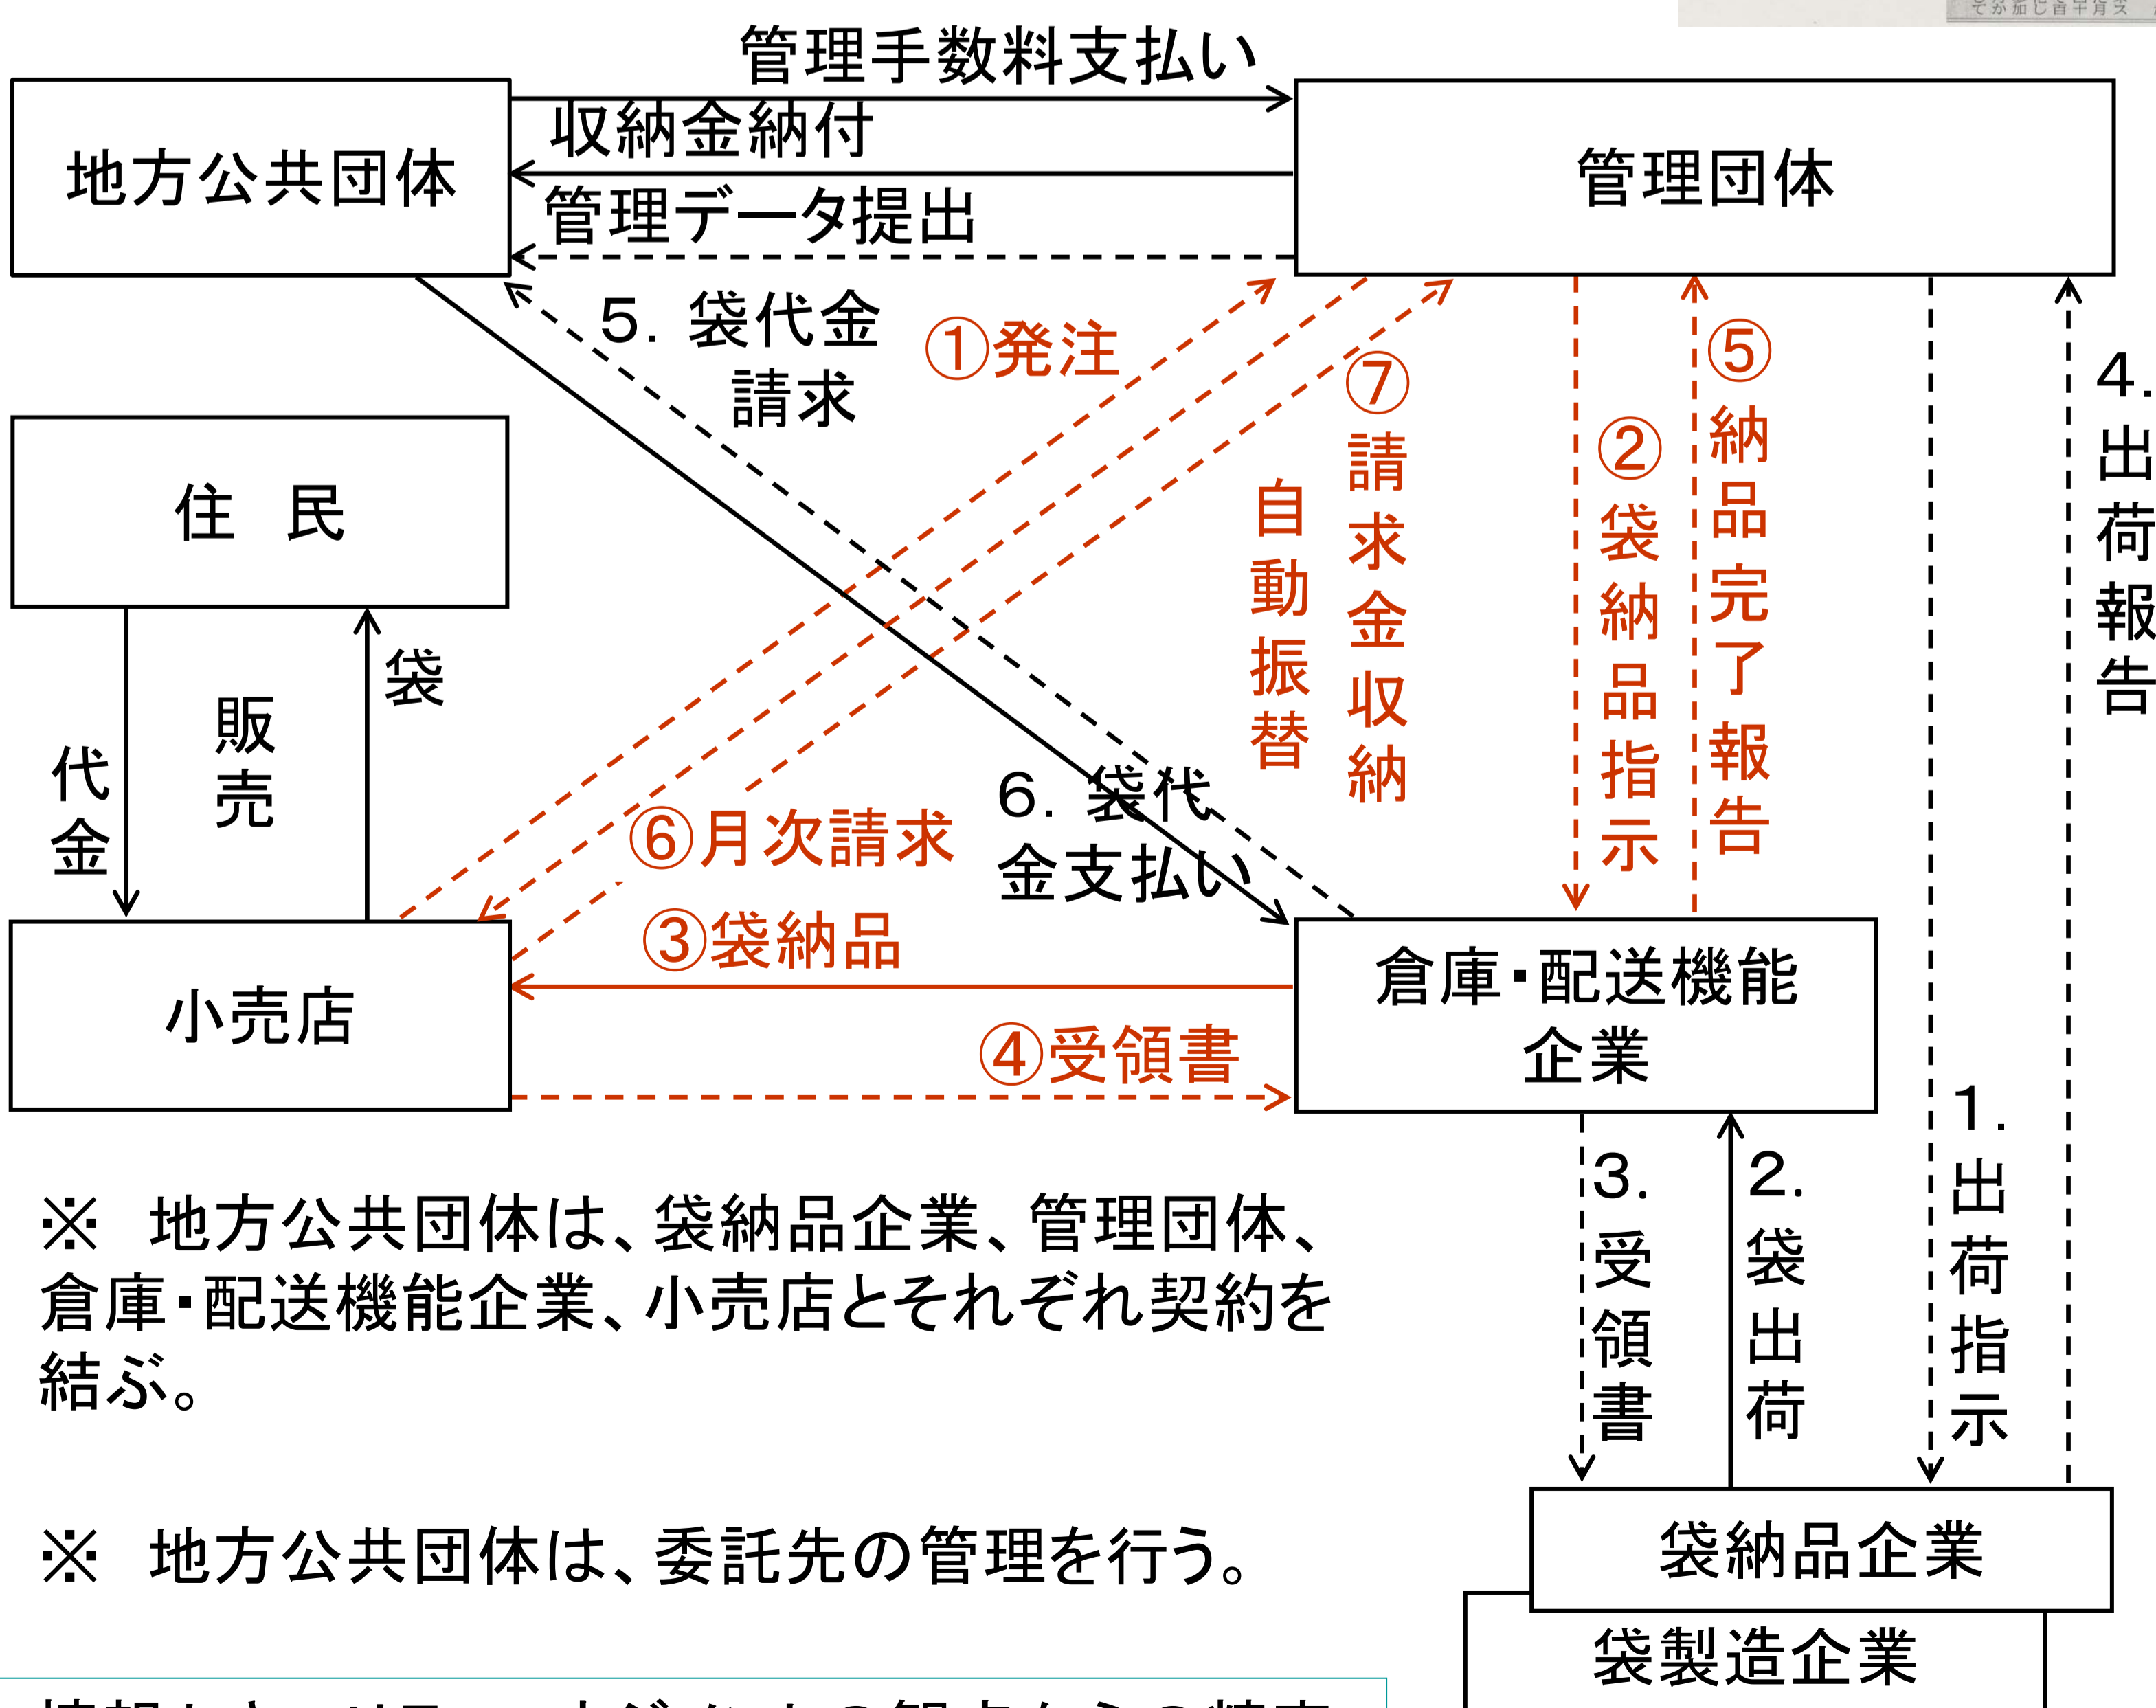 管理手数料支払い
地方公共団体
収納金納付
管理団体
管理データ提出
5. 袋代金
請求
①発注
⑦請求金収納
自動振替
②袋納品指示
⑤納品完了報告
4.出荷報告
住　民
代金
販売
袋
⑥月次請求
6. 袋代
金支払い
③袋納品
小売店
倉庫・配送機能
企業
④受領書
3.受領書
2.袋出荷
1.出荷指示
※　地方公共団体は、袋納品企業、管理団体、
倉庫・配送機能企業、小売店とそれぞれ契約を
結ぶ。
※　地方公共団体は、委託先の管理を行う。
袋納品企業
袋製造企業